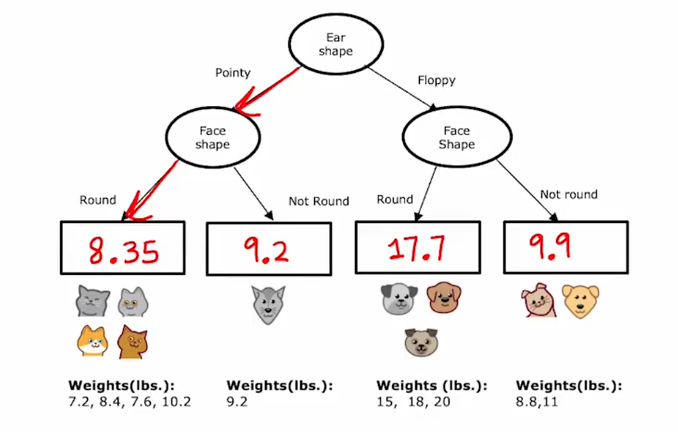 Ear
shape
Pointy
Floppy
Face
shape
Face
Shape
Round
Not Round
Round
Not round
8.35
9.2
17.7
9.9
Weights(lbs.):
7.2, 8.4, 7.6, 10.2
Weights(lbs.):
9.2
Weights (lbs.):
15, 18, 20
Weights(lbs.):
8.8,11